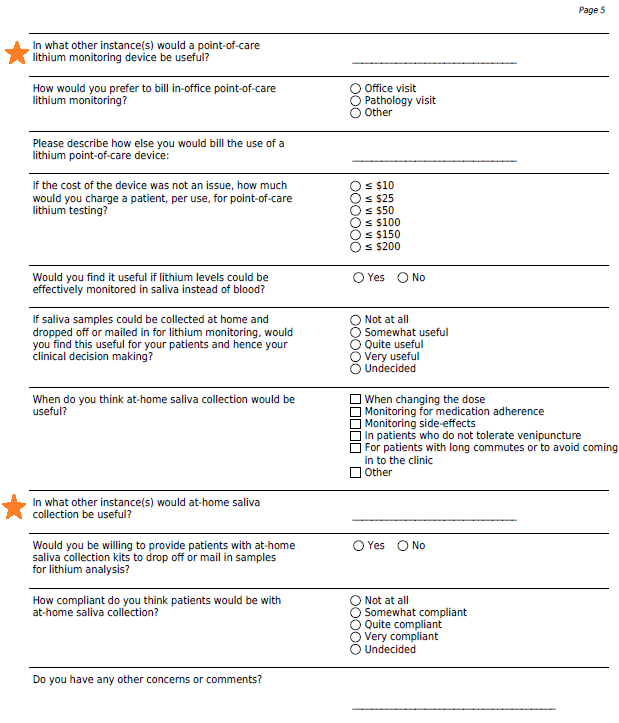 Page 5
In what other instance(s) would a point-of-care
lithium monitoring device be useful?
How would you prefer to bill in-office point-of-care
lithium monitoring?
Office visit
Pathology visit
Other
Please describe how else you would bill the use of a
lithium point-of-care device:
If the cost of the device was not an issue, how much
would you charge a patient, per use, for point-of-care
lithium testing?
≤ $10
≤ $25
≤ $50
≤ $100
≤ $150
≤ $200
Would you find it useful if lithium levels could be
effectively monitored in saliva instead of blood?
Yes No
If saliva samples could be collected at home and
dropped off or mailed in for lithium monitoring, would
you find this useful for your patients and hence your
clinical decision making?
Not at all
Somewhat useful
Quite useful
Very useful
Undecided
When do you think at-home saliva collection would be
useful?
When changing the dose
Monitoring for medication adherence
Monitoring side-effects
In patients who do not tolerate venipuncture
For patients with long commutes or to avoid coming
in to the clinic
Other
In what other instance(s) would at-home saliva
collection be useful?
Would you be willing to provide patients with at-home
saliva collection kits to drop off or mail in samples
for lithium analysis?
Yes No
How compliant do you think patients would be with
at-home saliva collection?
Not at all
Somewhat compliant
Quite compliant
Very compliant
Undecided
Do you have any other concerns or comments?